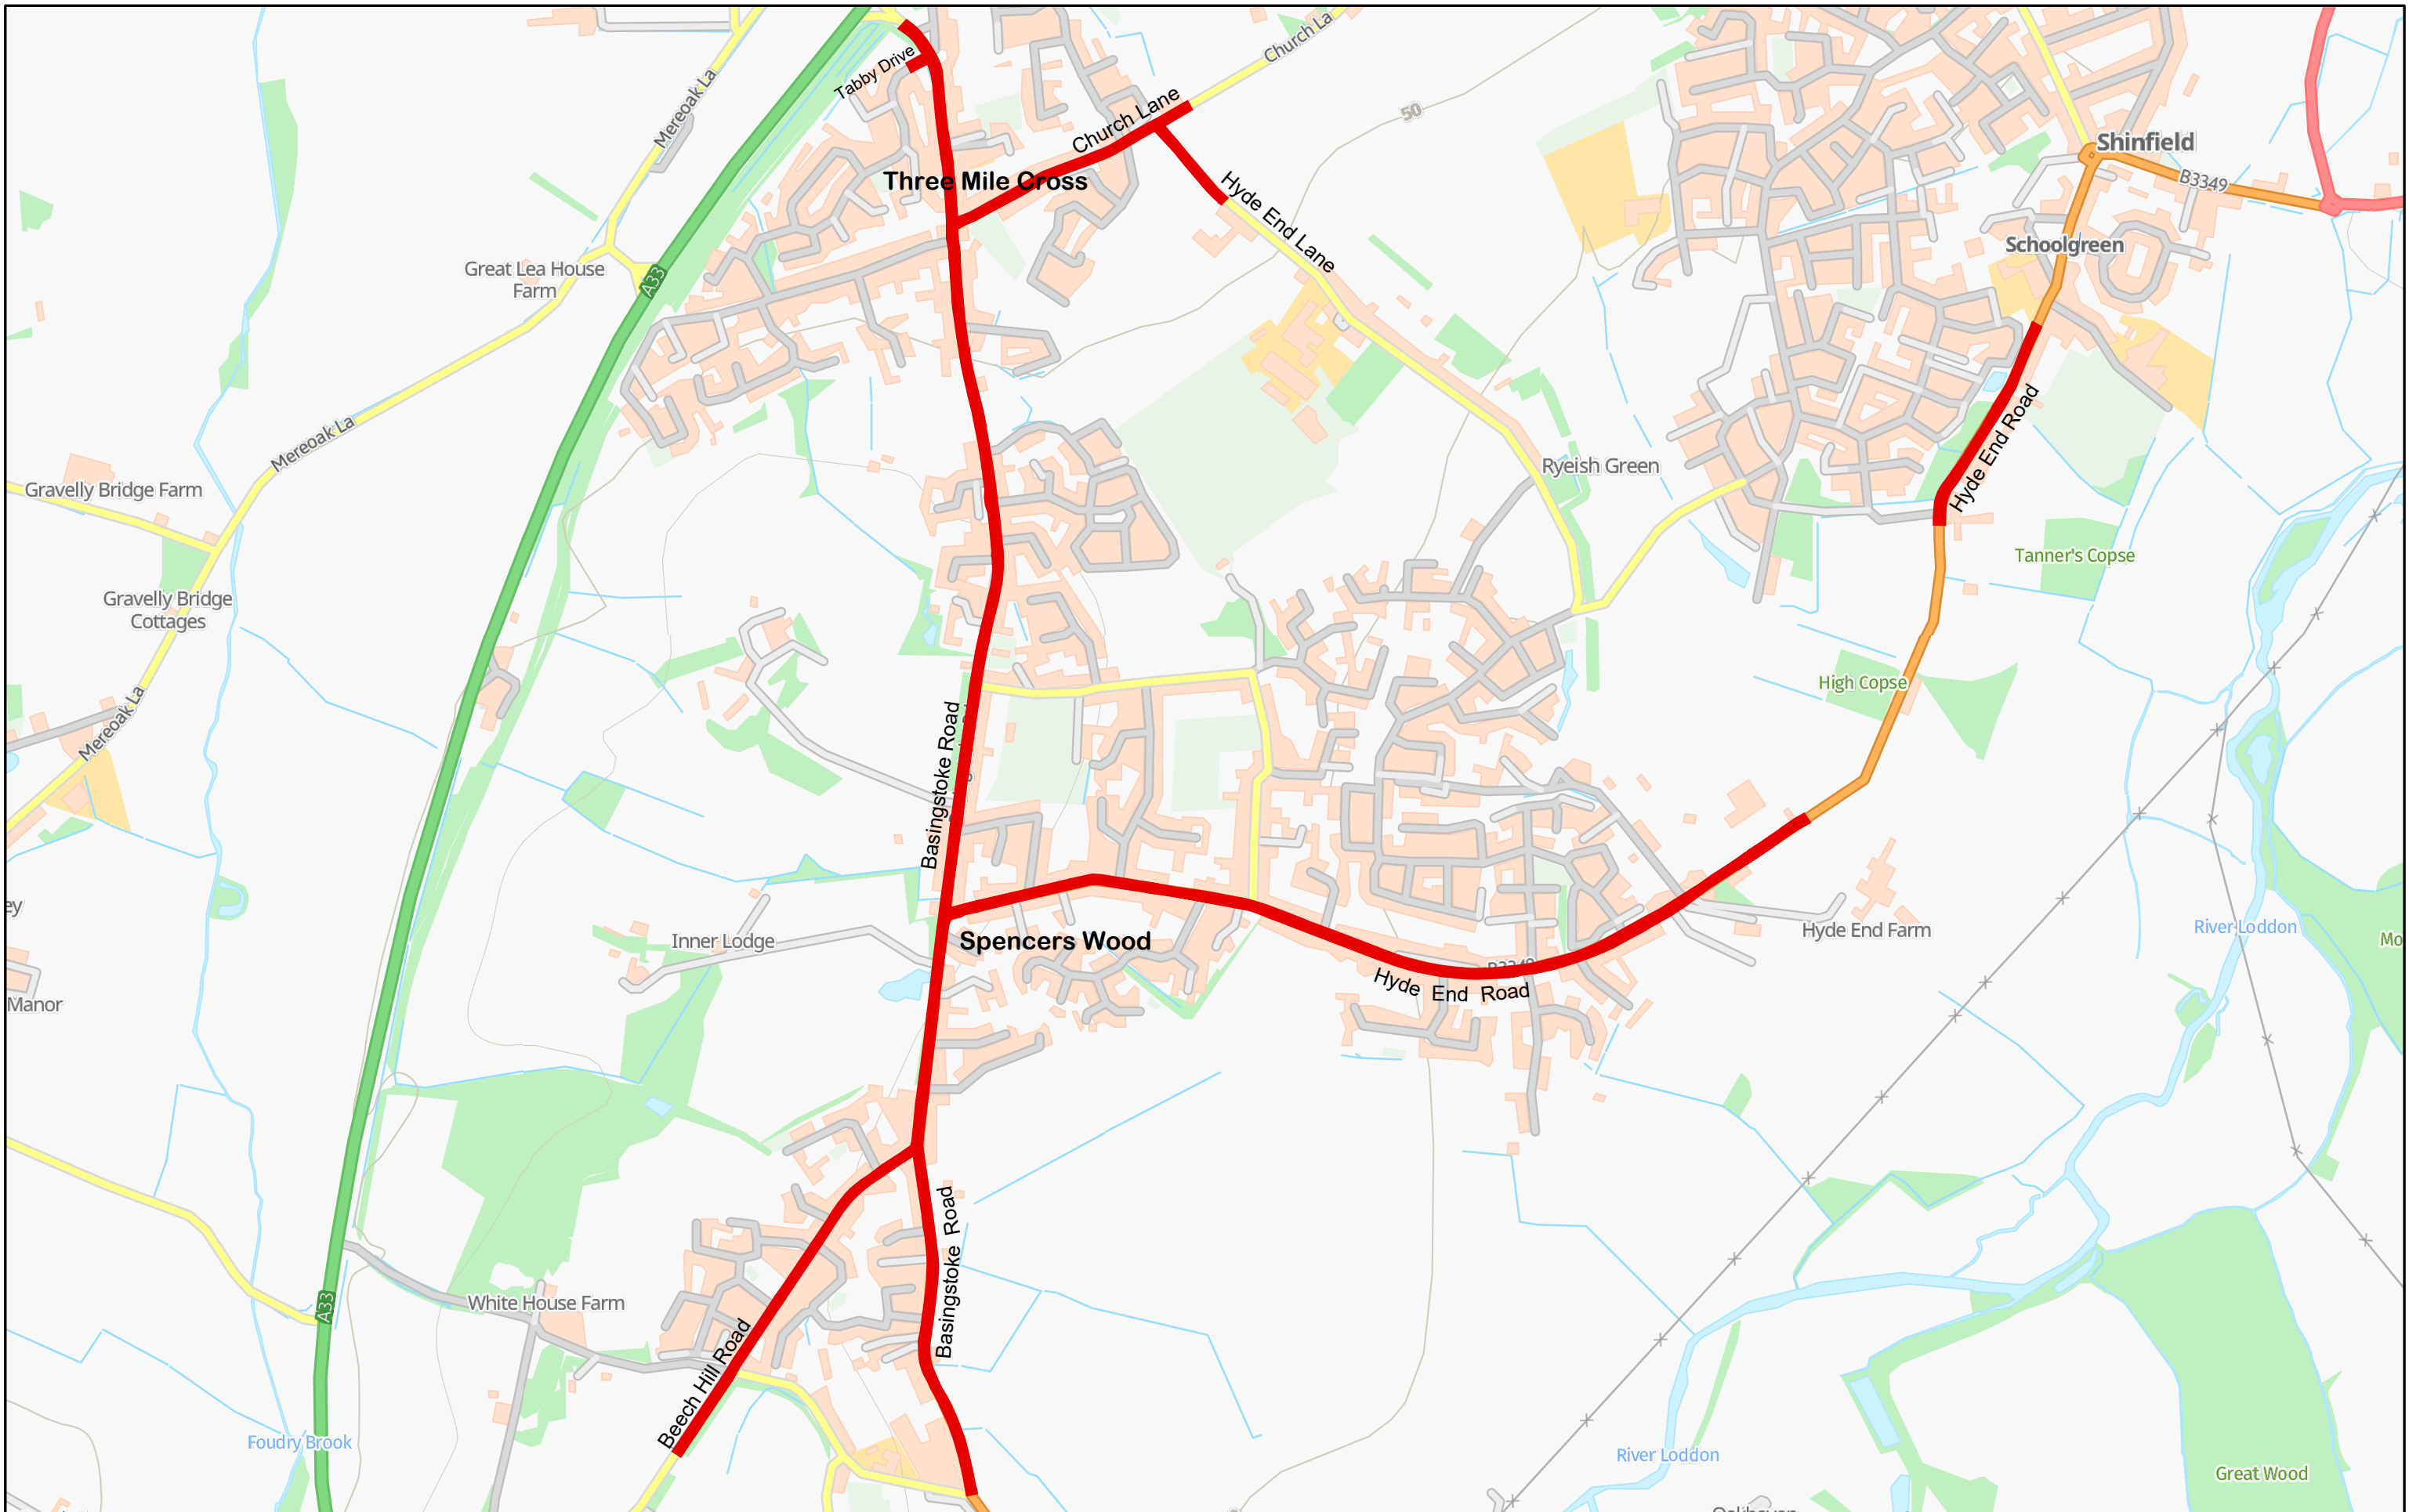 Church La
Tabby Drive
Mereoak La
Church Lane
50
Shinfield
B3349
Three Mile Cross
Hyde End Lane
Schoolgreen
Great Lea House
Farm
A33
Mereoak La
Hyde End Road
Ryeish Green
Gravelly Bridge Farm
Tanner's Copse
Gravelly Bridge
Cottages
High Copse
Mereoak La
Basingstoke Road
ey
River Loddon
Hyde End Farm
Mo
Inner Lodge
Spencers Wood
B3349
Hyde End Road
Manor
Basingstoke Road
A33
White House Farm
Beech Hill Road
Foudry Brook
River Loddon
Great Wood